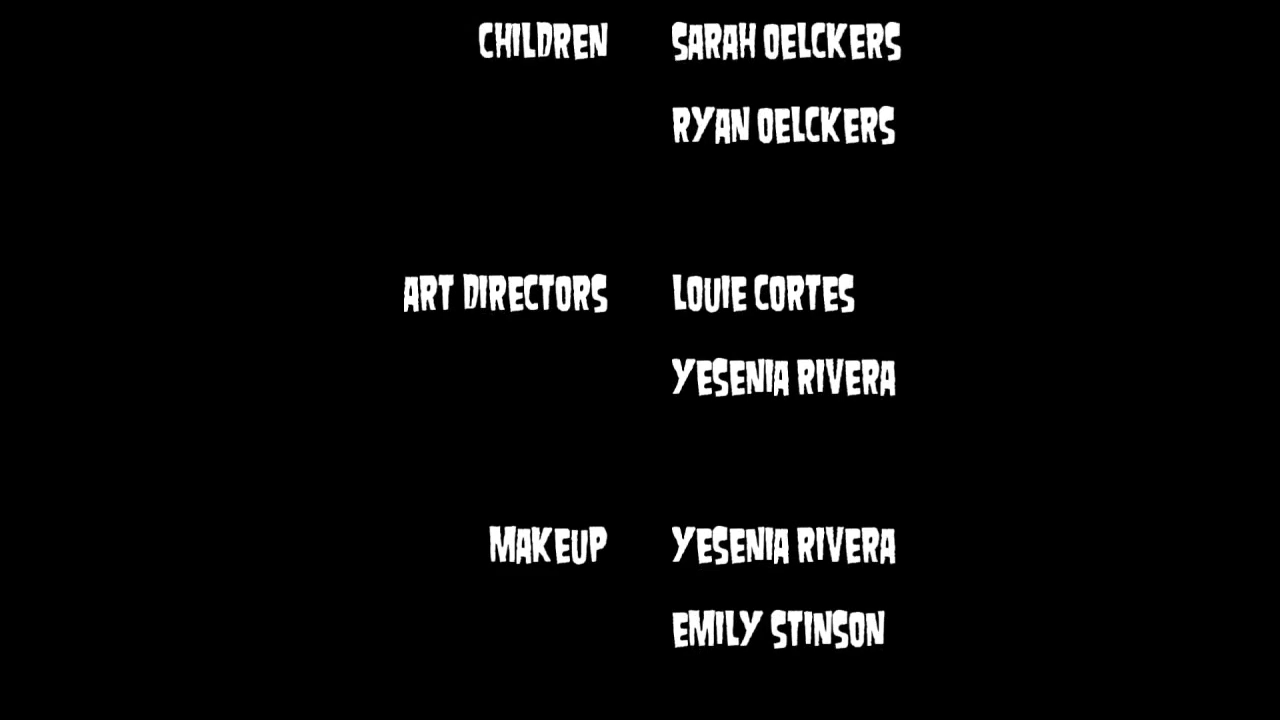 CHILDREN SARAH OELCKERS
RYAN OELCKERS
ART DIRECTORS LOUIE CORTES
YESENIA RIVERA
MAKEUP YESENIA RIVERA
EMILY STINSON